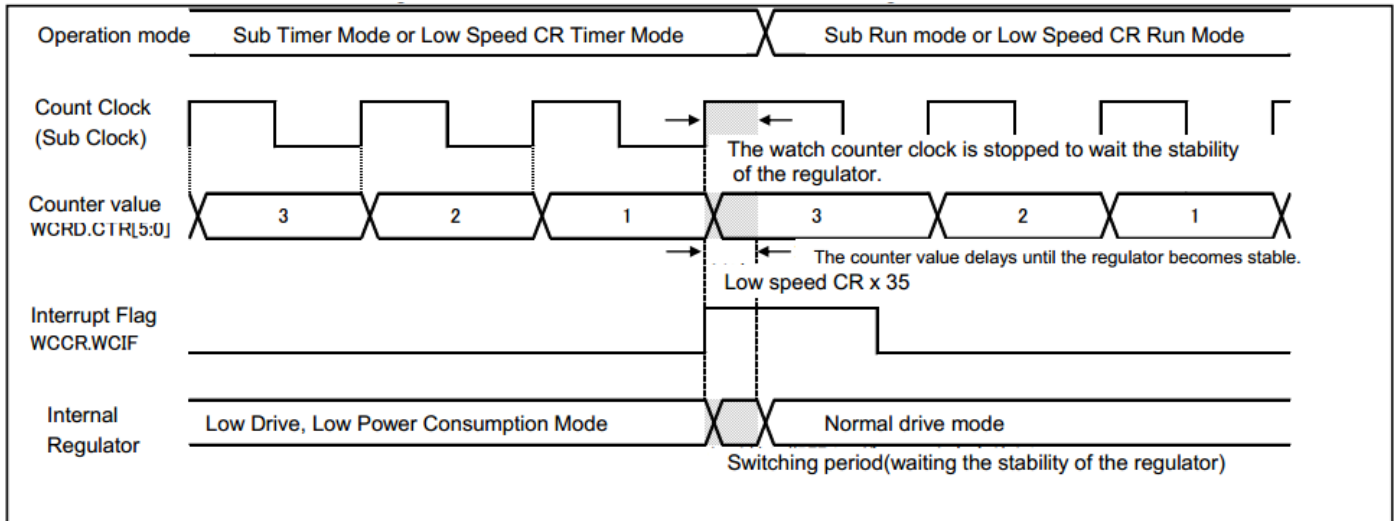 Operation mode
Sub Timer Mode or Low Speed CR Timer Mode
Sub Run mode or Low Speed CR Run Mode
Count Clock
(Sub Clock)
The watch counter clock is stopped to wait the stability
of the regulator.
Counter value
WCRD.CTR[5:0]
3
2
1
3
2
1
The counter value delays until the regulator becomes stable.
Low speed CR x 35
Interrupt Flag
WCCR.WCIF
Internal
Regulator
Low Drive, Low Power Consumption Mode
Normal drive mode
Switching period(waiting the stability of the regulator)